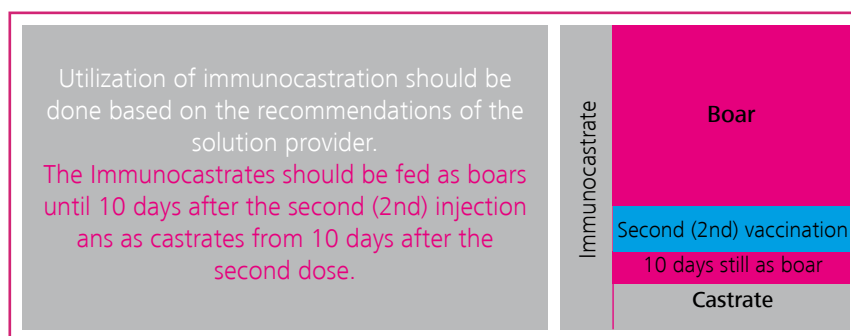 Utilization of immunocastration should be
done based on the recommendations of the
solution provider.
The Immunocastrates should be fed as boars
until 10 days after the second (2nd) injection
ans as castrates from 10 days after the
second dose.
Immunocastrate
Boar
Second (2nd) vaccination
10 days still as boar
Castrate